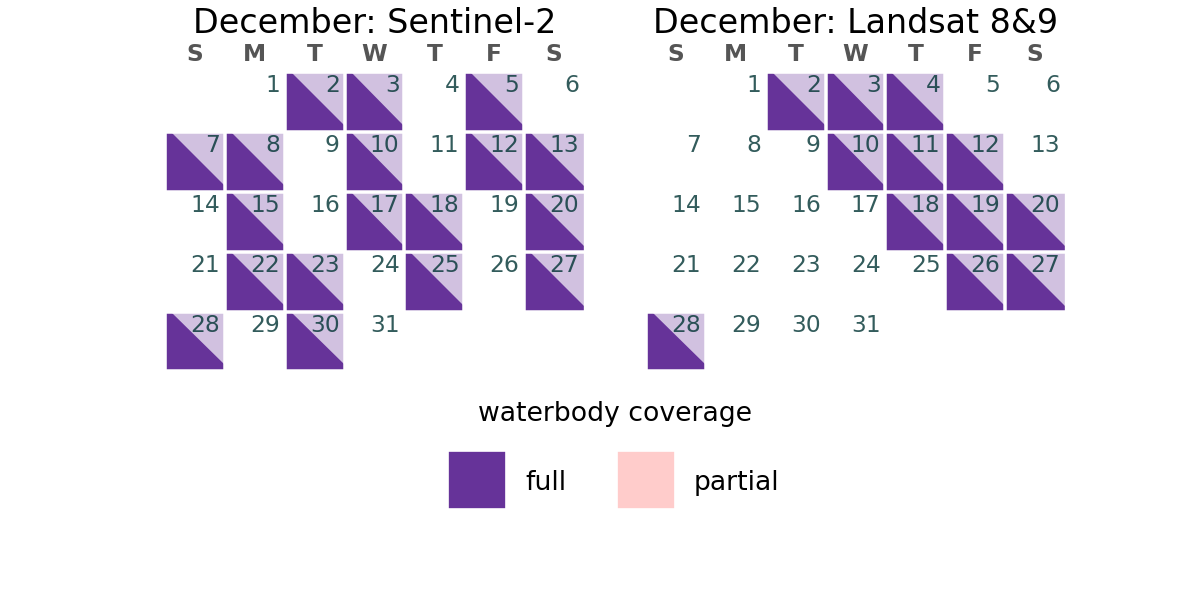 December: Sentinel-2
S M T W T F S
1 2 3 4 5 6
7 8 9 10 11 12 13
14 15 16 17 18 19 20
21 22 23 24 25 26 27
28 29 30 31
December: Landsat 8&9
S M T W T F S
1 2 3 4 5 6
7 8 9 10 11 12 13
14 15 16 17 18 19 20
21 22 23 24 25 26 27
28 29 30 31
waterbody coverage
full partial